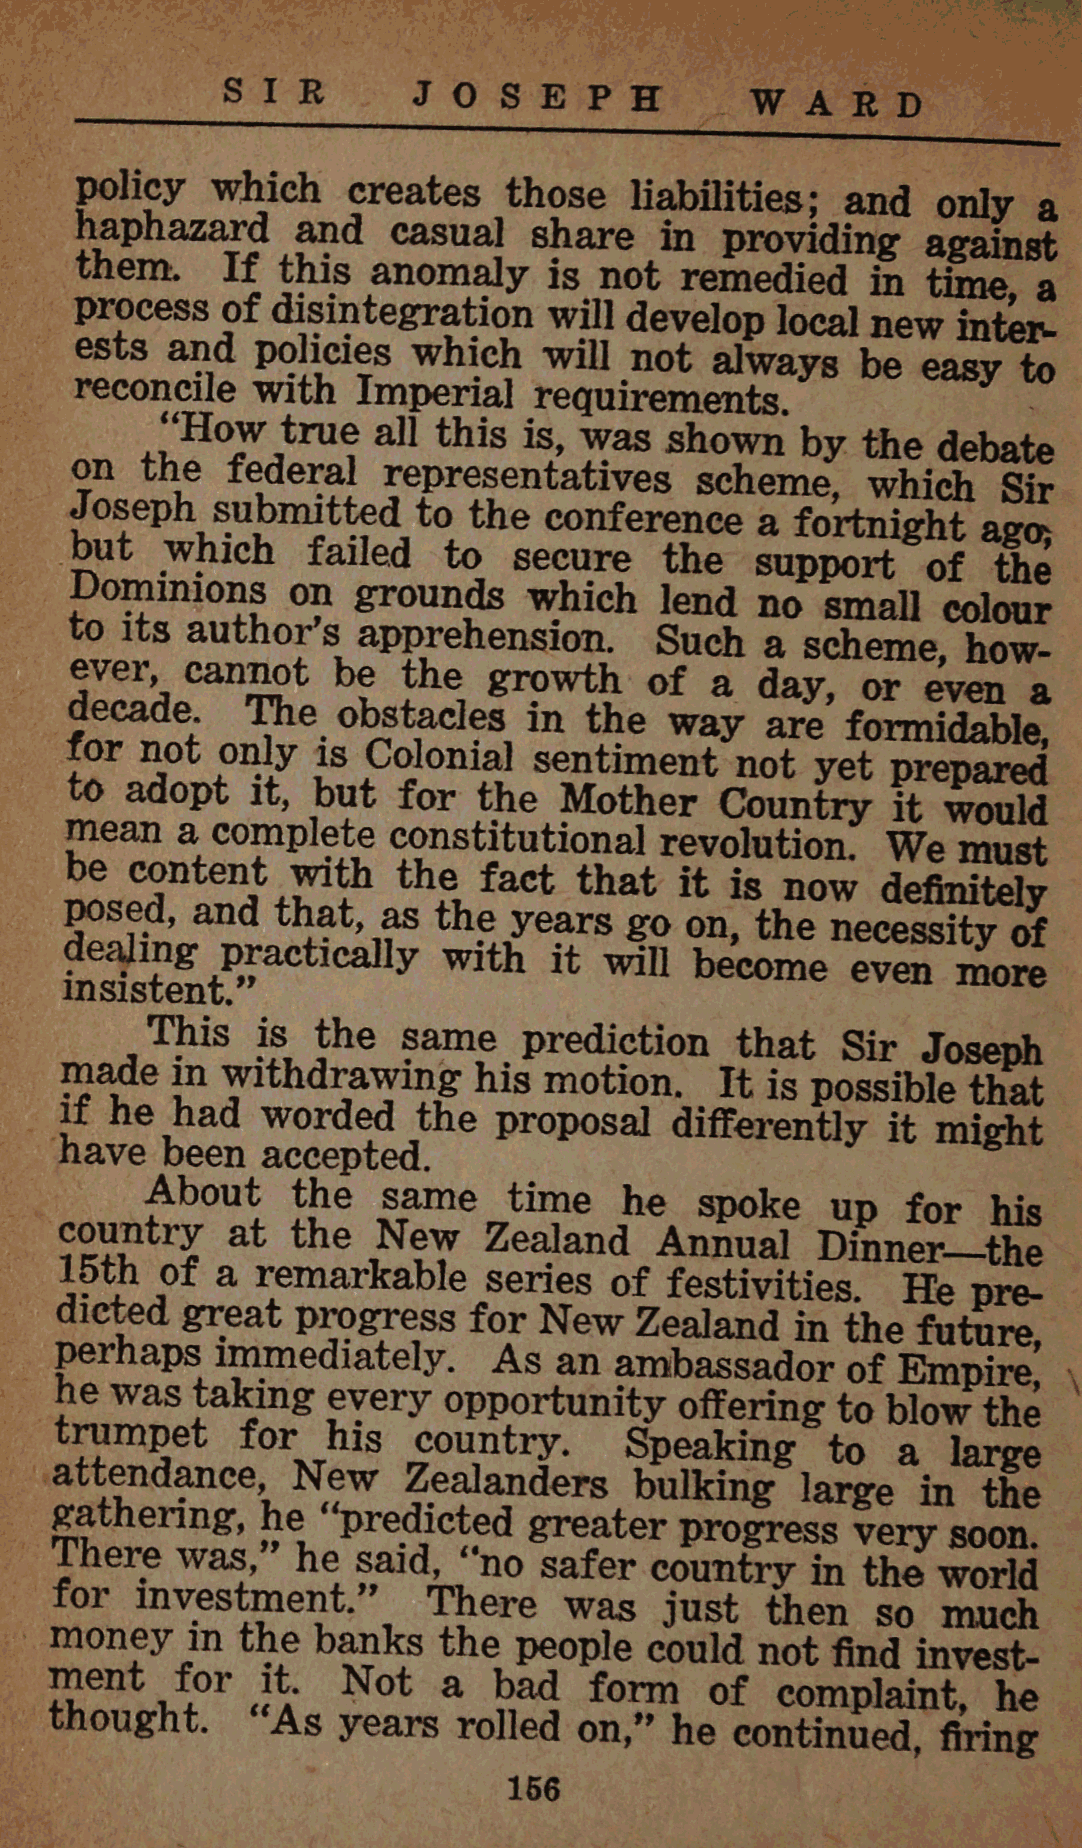 SIR JOSEPH WARD
policy which creates those liabilities; and only a
haphazard and casual share in providing against
them. If this anomaly is not remedied in time, a
process of disintegration will develop local new inter-
ests and policies which will not always be easy to
reconcile with Imperial requirements.
“How true all this is, was shown by the debate
on the federal representatives scheme, which Sir
Joseph submitted to the conference a fortnight ago;
but which failed to secure the support of the
Dominions on grounds which lend no small colour
to its author’s apprehension. Such a scheme, how-
ever, cannot be the growth of a day, or even a
decade. The obstacles in the way are formidable,
for not only is Colonial sentiment not yet prepared
to adopt it, but for the Mother Country it would
mean a complete constitutional revolution. We must
be content with the fact that it is now definitely
posed, and that, as the years go on, the necessity of
dealing practically with it will become even more
insistent.”
This is the same prediction that Sir Joseph
made in withdrawing his motion. It is possible that
if he had worded the proposal differently it might
have been accepted.
About the same time he spoke up for his
country at the New Zealand Annual Dinner—the
15th of a remarkable series of festivities. He pre-
dicted great progress for New Zealand in the future,
perhaps immediately. As an ambassador of Empire,
he was taking every opportunity offering to blow the
trumpet for his country. Speaking to a large
attendance, New Zealanders bulking large in the
gathering, he “predicted greater progress very soon.
There was,” he said, “no safer country in the world
for investment.” There was just then so much
money in the banks the people could not find invest-
ment for it. Not a bad form of complaint, he
thought. “As years rolled on,” he continued, firing
156